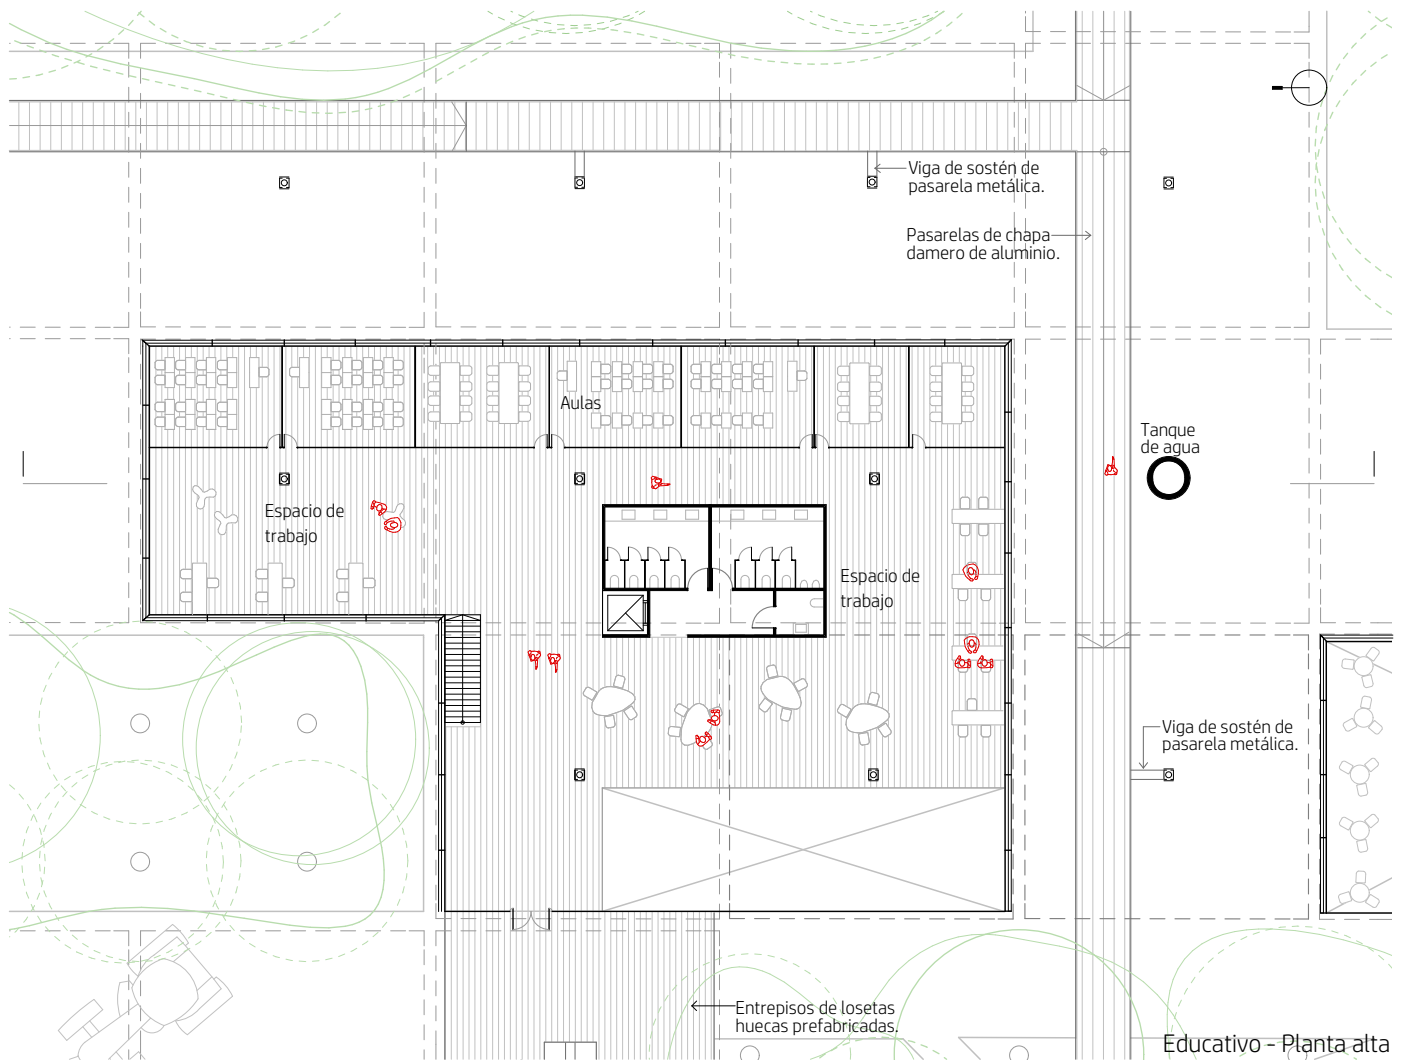 Viga de sostén de
pasarela metálica.
Pasarelas de chapa
damero de aluminio.
Aulas
Tanque
de agua
Espacio de
trabajo
Espacio de
trabajo
Viga de sostén de
pasarela metálica.
Entrepisos de losetas
huecas prefabricadas.
Educativo - Planta alta